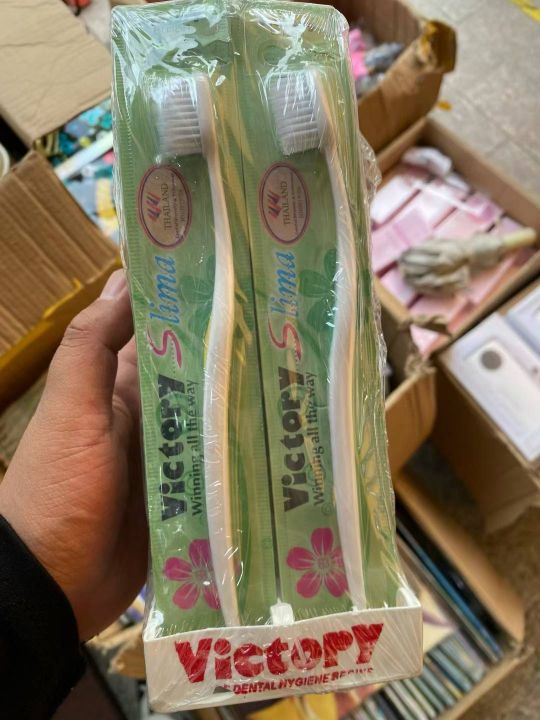 THAILAND
Slima
Victory
Winning all the way
THAILAND
Slima
Victory
Winning all the way
Victory
DENTAL HYGIENE BEGINS